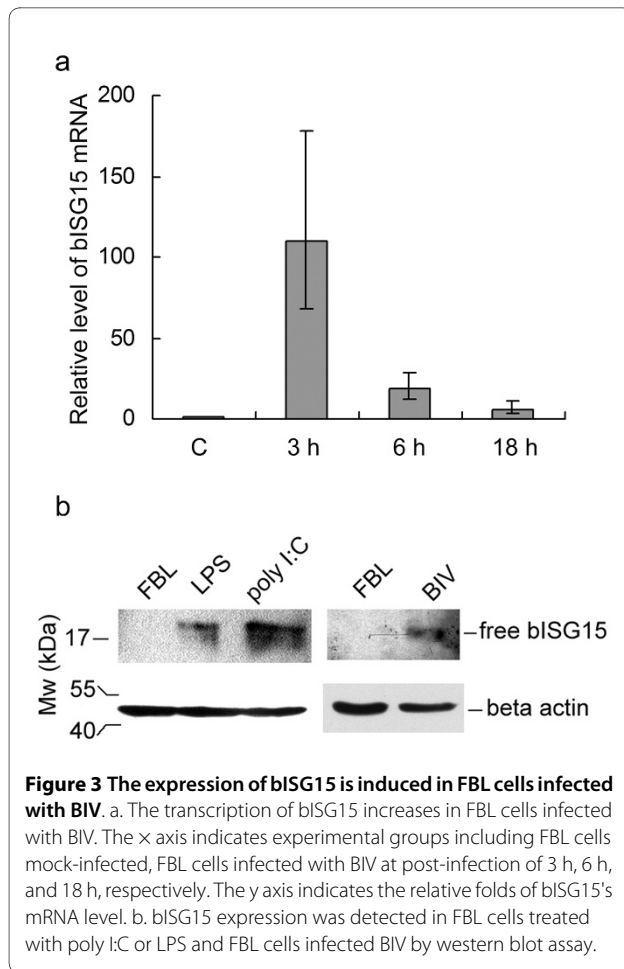 a
Relative level of bISG15 mRNA
200
150
100
50
0
C 3 h 6 h 18 h
b
FBL LPS poly I:C FBL BIV
Mw (kDa)
17 – free bISG15
55
40
– beta actin
Figure 3 The expression of bISG15 is induced in FBL cells infected
with BIV. a. The transcription of bISG15 increases in FBL cells infected
with BIV. The × axis indicates experimental groups including FBL cells
mock-infected, FBL cells infected with BIV at post-infection of 3 h, 6 h,
and 18 h, respectively. The y axis indicates the relative folds of bISG15's
mRNA level. b. bISG15 expression was detected in FBL cells treated
with poly I:C or LPS and FBL cells infected BIV by western blot assay.